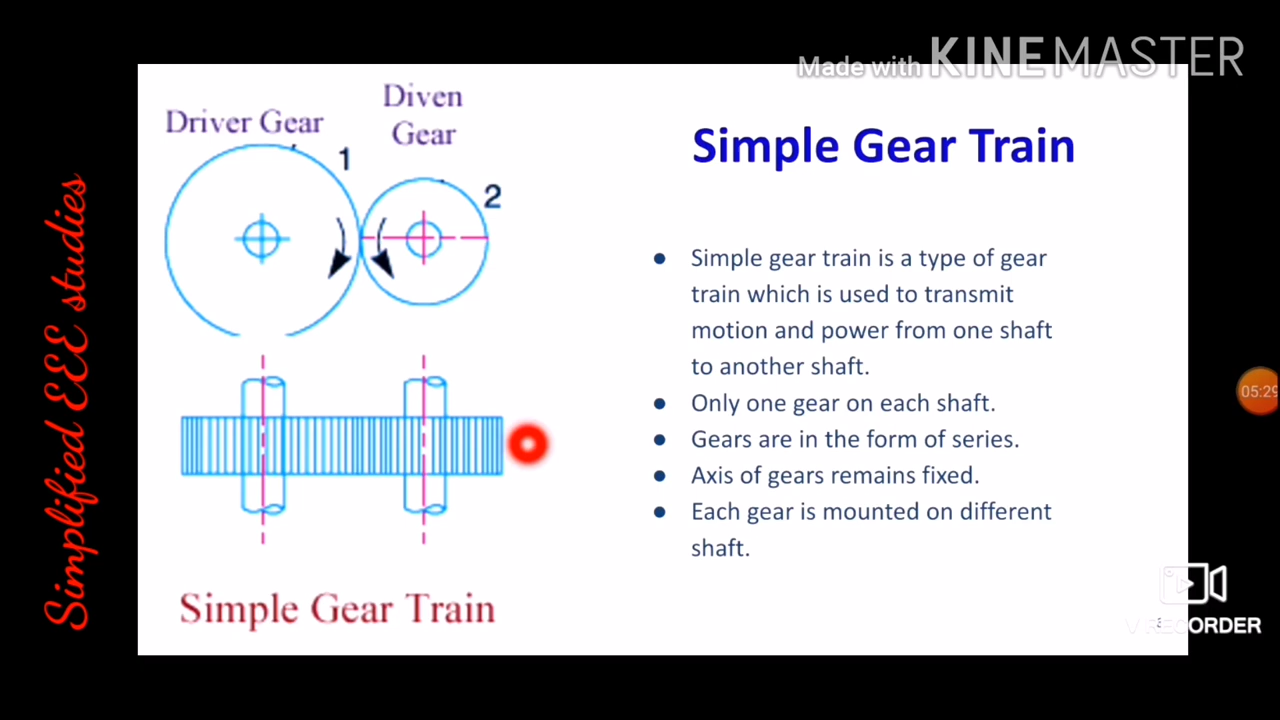 Made with KINEMASTER
Simplified EEE studies
Driver Gear
Diven
Gear
1
2
Simple Gear Train
Simple Gear Train
● Simple gear train is a type of gear
train which is used to transmit
motion and power from one shaft
to another shaft.
● Only one gear on each shaft.
● Gears are in the form of series.
● Axis of gears remains fixed.
● Each gear is mounted on different
shaft.
05:29
V RECORDER